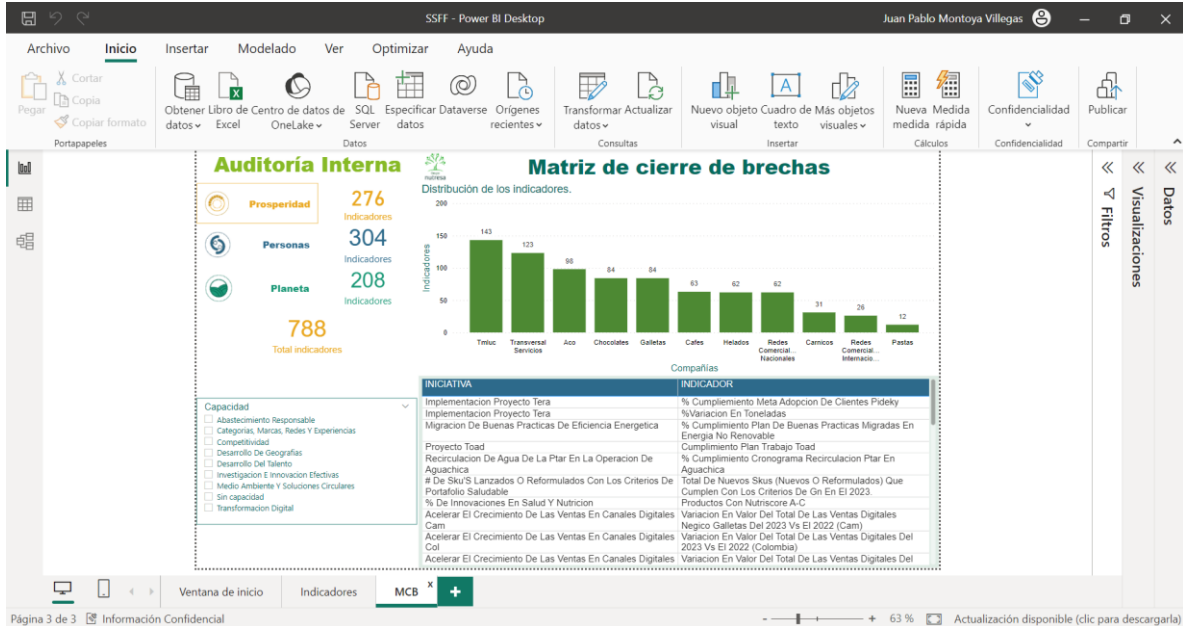 SSFF - Power BI Desktop
Juan Pablo Montoya Villegas
Archivo
Inicio
Insertar
Modelado
Ver
Optimizar
Ayuda
Pegar
Cortar
Copia
Copiar formato
Portapapeles
Obtener datos
Libro de Excel
Centro de datos de OneLake
SQL Server
Especificar datos
Dataverse
Orígenes recientes
Datos
Transformar datos
Actualizar
Consultas
Nuevo objeto visual
Cuadro de texto
Más objetos visuales
Insertar
Nueva medida
Medida rápida
Cálculos
Confidencialidad
Confidencialidad
Publicar
Compartir
Auditoría Interna
nutresa
Matriz de cierre de brechas
Prosperidad
276
Indicadores
Personas
304
Indicadores
Planeta
208
Indicadores
788
Total indicadores
Distribución de los indicadores.
Indicadores
200
150
100
50
0
143
123
98
84
84
63
62
62
31
26
12
Tmluc
Transversal Servicios
Aco
Chocolates
Galletas
Cafes
Helados
Redes Comercial... Nacionales
Carnicos
Redes Comercial... Internacio...
Pastas
Compañías
Capacidad
Abastecimiento Responsable
Categorias, Marcas, Redes Y Experiencias
Competitividad
Desarrollo De Geografias
Desarrollo Del Talento
Investigacion E Innovacion Efectivas
Medio Ambiente Y Soluciones Circulares
Sin capacidad
Transformacion Digital
INICIATIVA INDICADOR
Implementacion Proyecto Tera % Cumpliemiento Meta Adopcion De Clientes Pideky
Implementacion Proyecto Tera %Variacion En Toneladas
Migracion De Buenas Practicas De Eficiencia Energetica % Cumplimiento Plan De Buenas Practicas Migradas En
Energia No Renovable
Proyecto Toad Cumplimiento Plan Trabajo Toad
Recirculacion De Agua De La Ptar En La Operacion De % Cumplimiento Cronograma Recirculacion Ptar En
Aguachica Aguachica
# De Sku'S Lanzados O Reformulados Con Los Criterios De Total De Nuevos Skus (Nuevos O Reformulados) Que
Portafolio Saludable Cumplen Con Los Criterios De Gn En El 2023.
% De Innovaciones En Salud Y Nutricion Productos Con Nutriscore A-C
Acelerar El Crecimiento De Las Ventas En Canales Digitales Variacion En Valor Del Total De Las Ventas Digitales
Cam Negico Galletas Del 2023 Vs El 2022 (Cam)
Acelerar El Crecimiento De Las Ventas En Canales Digitales Variacion En Valor Del Total De Las Ventas Digitales Del
Col 2023 Vs El 2022 (Colombia)
Acelerar El Crecimiento De Las Ventas En Canales Digitales Variacion En Valor Del Total De Las Ventas Digitales Del
Filtros
Visualizaciones
Datos
Ventana de inicio
Indicadores
MCB
x
+
Página 3 de 3
Información Confidencial
63 %
Actualización disponible (clic para descargarla)